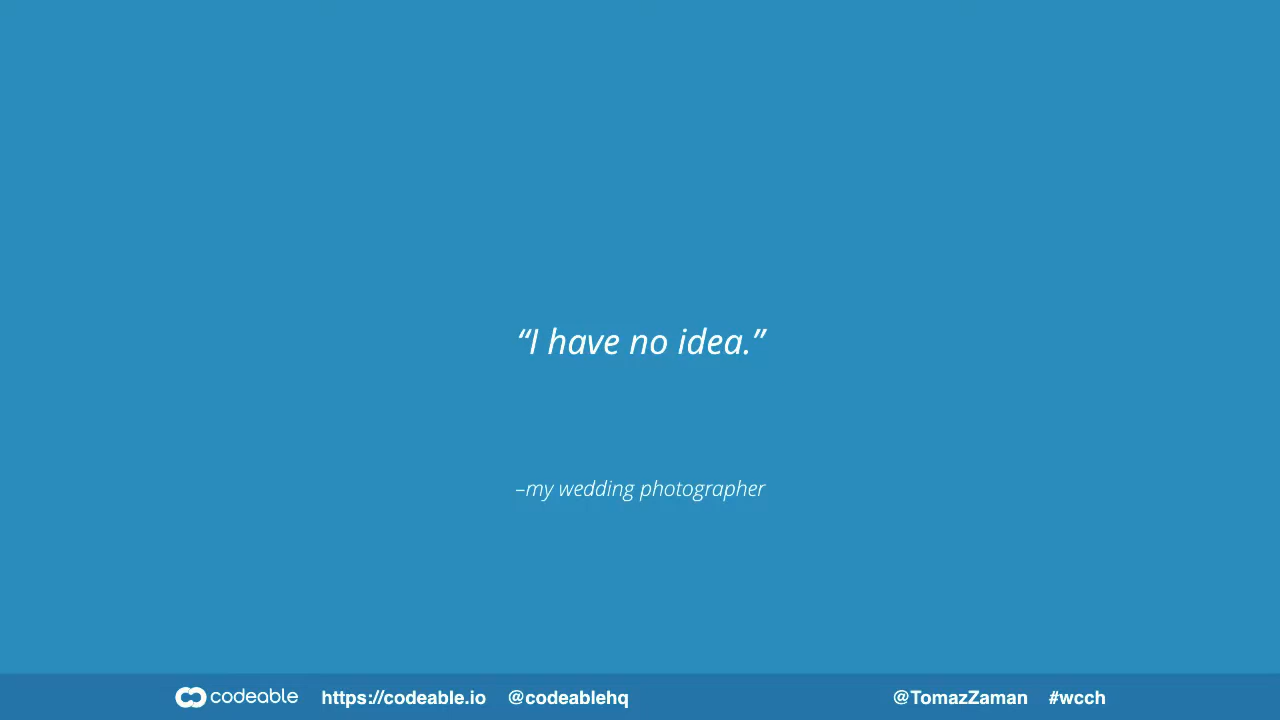 “I have no idea.”
–my wedding photographer
codeable https://codeable.io @codeablehq @TomazZaman #wcch